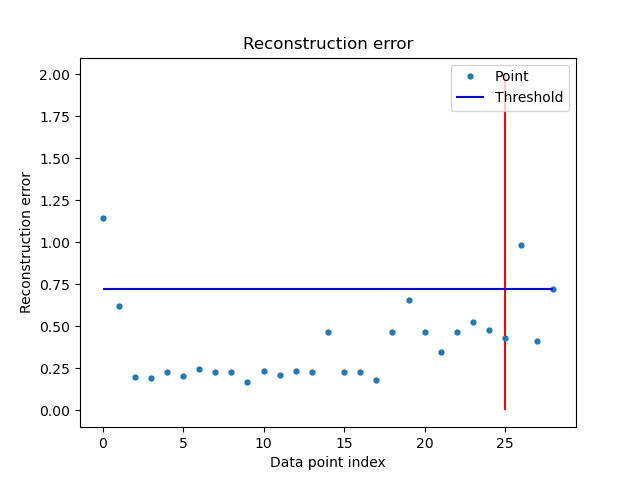 Reconstruction error
Point
Threshold
2.00
1.75
1.50
1.25
1.00
0.75
0.50
0.25
0.00
Reconstruction error
0 5 10 15 20 25
Data point index